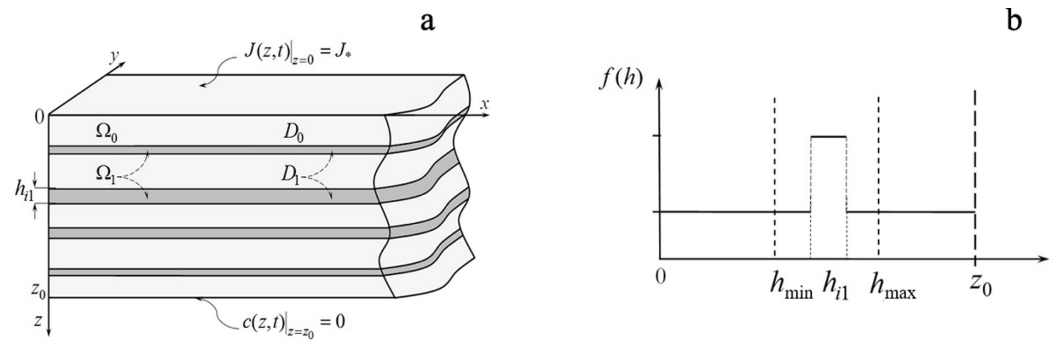 a
b
J(z,t)|z=0 = J*
y
f(h)
x
0
Ω0
D0
Ω1
D1
hi1
z0
0
hmin
hi1
hmax
z0
z
c(z,t)|z=z0 = 0